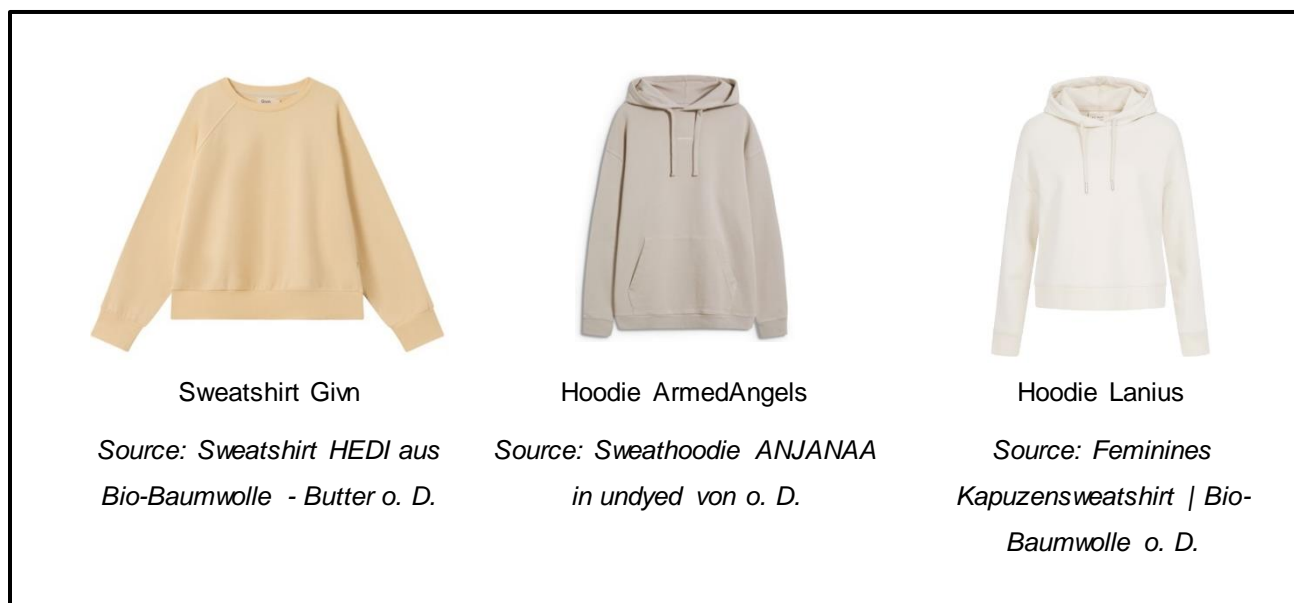 Sweatshirt Givn
Source: Sweatshirt HEDI aus
Bio-Baumwolle - Butter o. D.
Hoodie ArmedAngels
Source: Sweathoodie ANJANAA
in undyed von o. D.
Hoodie Lanius
Source: Feminines
Kapuzensweatshirt | Bio-
Baumwolle o. D.